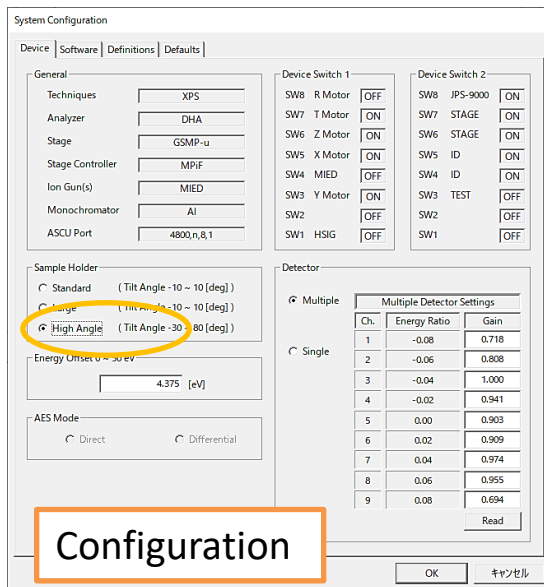 System Configuration
Device Software Definitions Defaults
General
Techniques XPS
Analyzer DHA
Stage GSMP-u
Stage Controller MPiF
Ion Gun(s) MIED
Monochromator Al
ASCU Port 4800,n,8,1
Device Switch 1
SW8 R Motor OFF
SW7 T Motor ON
SW6 Z Motor ON
SW5 X Motor ON
SW4 MIED OFF
SW3 Y Motor ON
SW2 OFF
SW1 HSIG OFF
Device Switch 2
SW8 JPS-9000 ON
SW7 STAGE ON
SW6 STAGE ON
SW5 ID ON
SW4 ID ON
SW3 TEST OFF
SW2 OFF
SW1 OFF
Sample Holder
Standard ( Tilt Angle -10 ~ 10 [deg] )
Large ( Tilt Angle -10 ~ 10 [deg] )
High Angle ( Tilt Angle -30 ~ 80 [deg] )
Energy Offset 0 ~ 50 eV
4.375 [eV]
AES Mode
Direct Differential
Detector
Multiple
Single
Multiple Detector Settings
Ch. Energy Ratio Gain
1 -0.08 0.718
2 -0.06 0.808
3 -0.04 1.000
4 -0.02 0.941
5 0.00 0.903
6 0.02 0.909
7 0.04 0.974
8 0.06 0.955
9 0.08 0.694
Read
Configuration
OK キャンセル